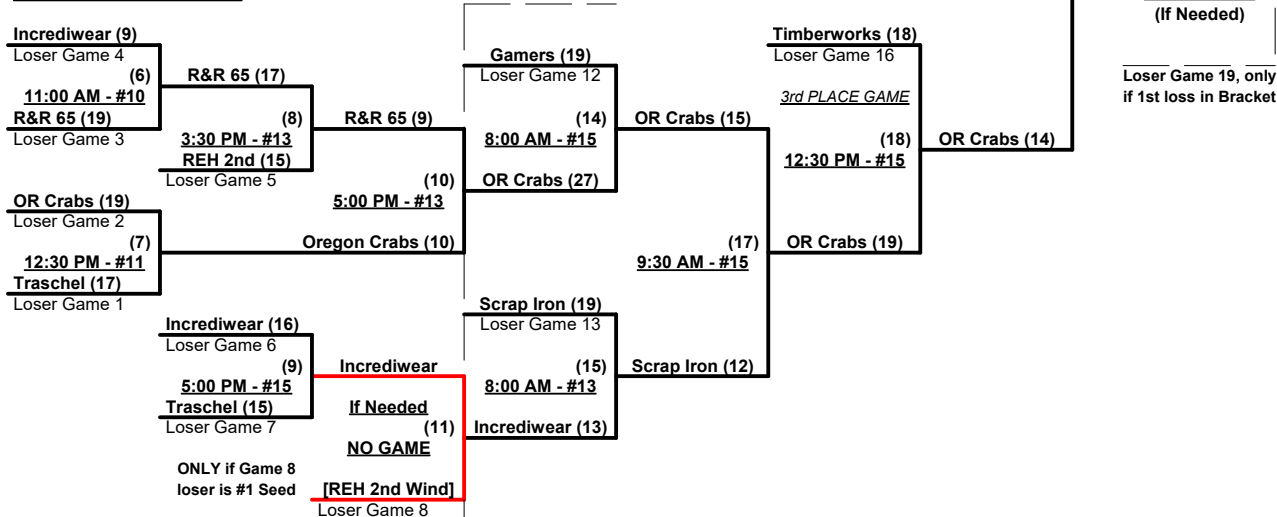 (If Needed)
Loser Game 19, only
if 1st loss in Bracket
Incrediwear (9)
Loser Game 4
(6)
11:00 AM - #10
R&R 65 (19)
Loser Game 3
R&R 65 (17)
(8)
3:30 PM - #13
REH 2nd (15)
Loser Game 5
OR Crabs (19)
Loser Game 2
(7)
12:30 PM - #11
Traschel (17)
Loser Game 1
R&R 65 (9)
(10)
5:00 PM - #13
Oregon Crabs (10)
Incrediwear (16)
Loser Game 6
(9)
5:00 PM - #15
Traschel (15)
Loser Game 7
Incrediwear
If Needed
(11)
NO GAME
ONLY if Game 8
loser is #1 Seed
[REH 2nd Wind]
Loser Game 8
Gamers (19)
Loser Game 12
(14)
8:00 AM - #15
OR Crabs (27)
Scrap Iron (19)
Loser Game 13
(15)
8:00 AM - #13
Incrediwear (13)
OR Crabs (15)
(17)
9:30 AM - #15
Scrap Iron (12)
Timberworks (18)
Loser Game 16
3rd PLACE GAME
(18)
12:30 PM - #15
OR Crabs (19)
OR Crabs (14)